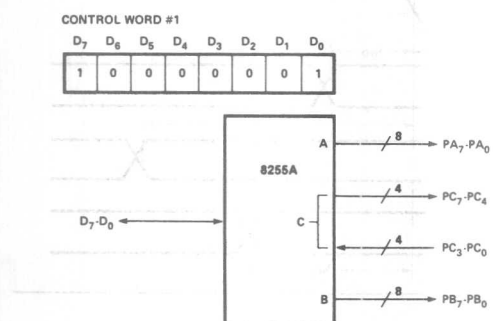 CONTROL WORD #1
D7 D6 D5 D4 D3 D2 D1 D0
1 0 0 0 0 0 0 1
A 8 PA7-PA0
8255A
4 PC7-PC4
C
D7-D0
4 PC3-PC0
B 8 PB7-PB0